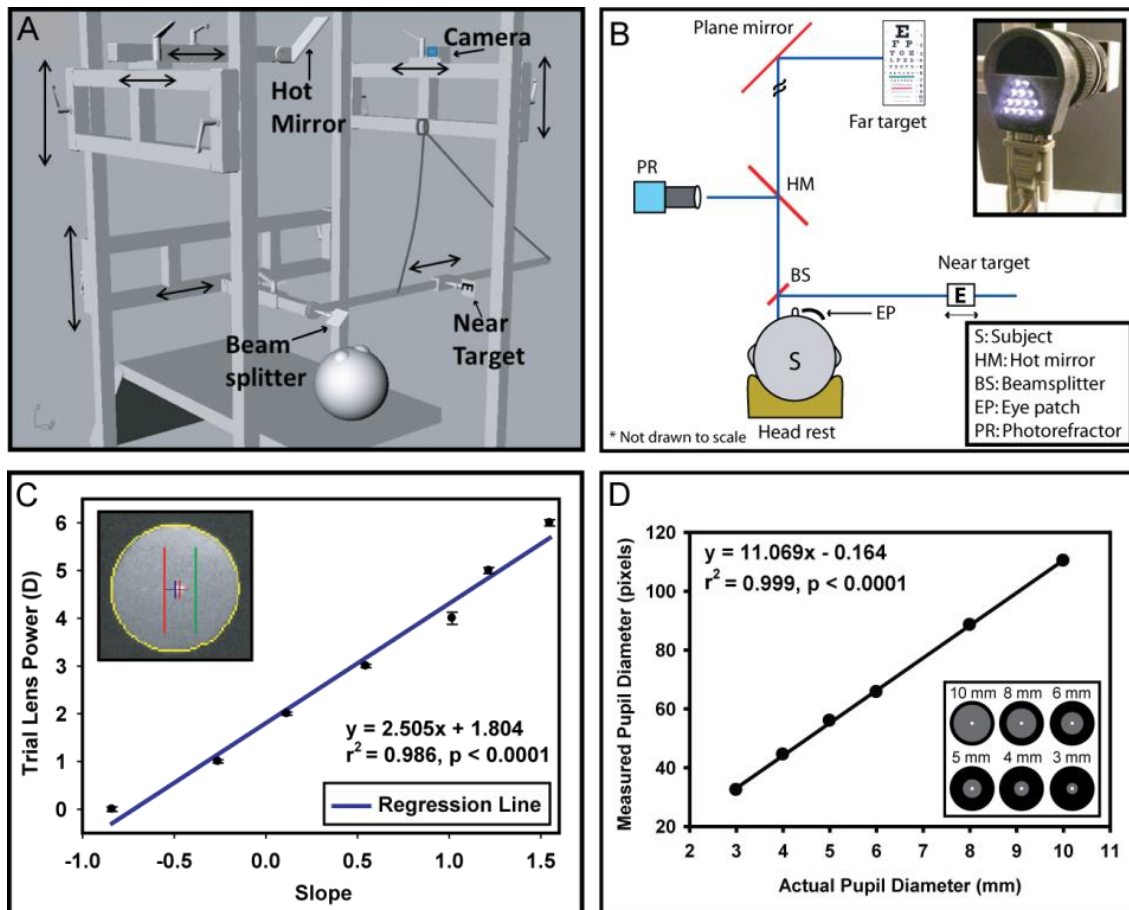 A
Camera
Hot
Mirror
Beam
splitter
Near
Target
E
B
Plane mirror
E
Far target
PR
HM
BS
Near target
E
EP
S
Head rest
* Not drawn to scale
S: Subject
HM: Hot mirror
BS: Beamsplitter
EP: Eye patch
PR: Photorefractor
C
Trial Lens Power (D)
6
5
4
3
2
1
0
y = 2.505x + 1.804
r² = 0.986, p < 0.0001
Regression Line
-1.0 -0.5 0.0 0.5 1.0 1.5
Slope
D
Measured Pupil Diameter (pixels)
120
100
80
60
40
20
y = 11.069x - 0.164
r² = 0.999, p < 0.0001
10 mm 8 mm 6 mm
5 mm 4 mm 3 mm
2 3 4 5 6 7 8 9 10 11
Actual Pupil Diameter (mm)